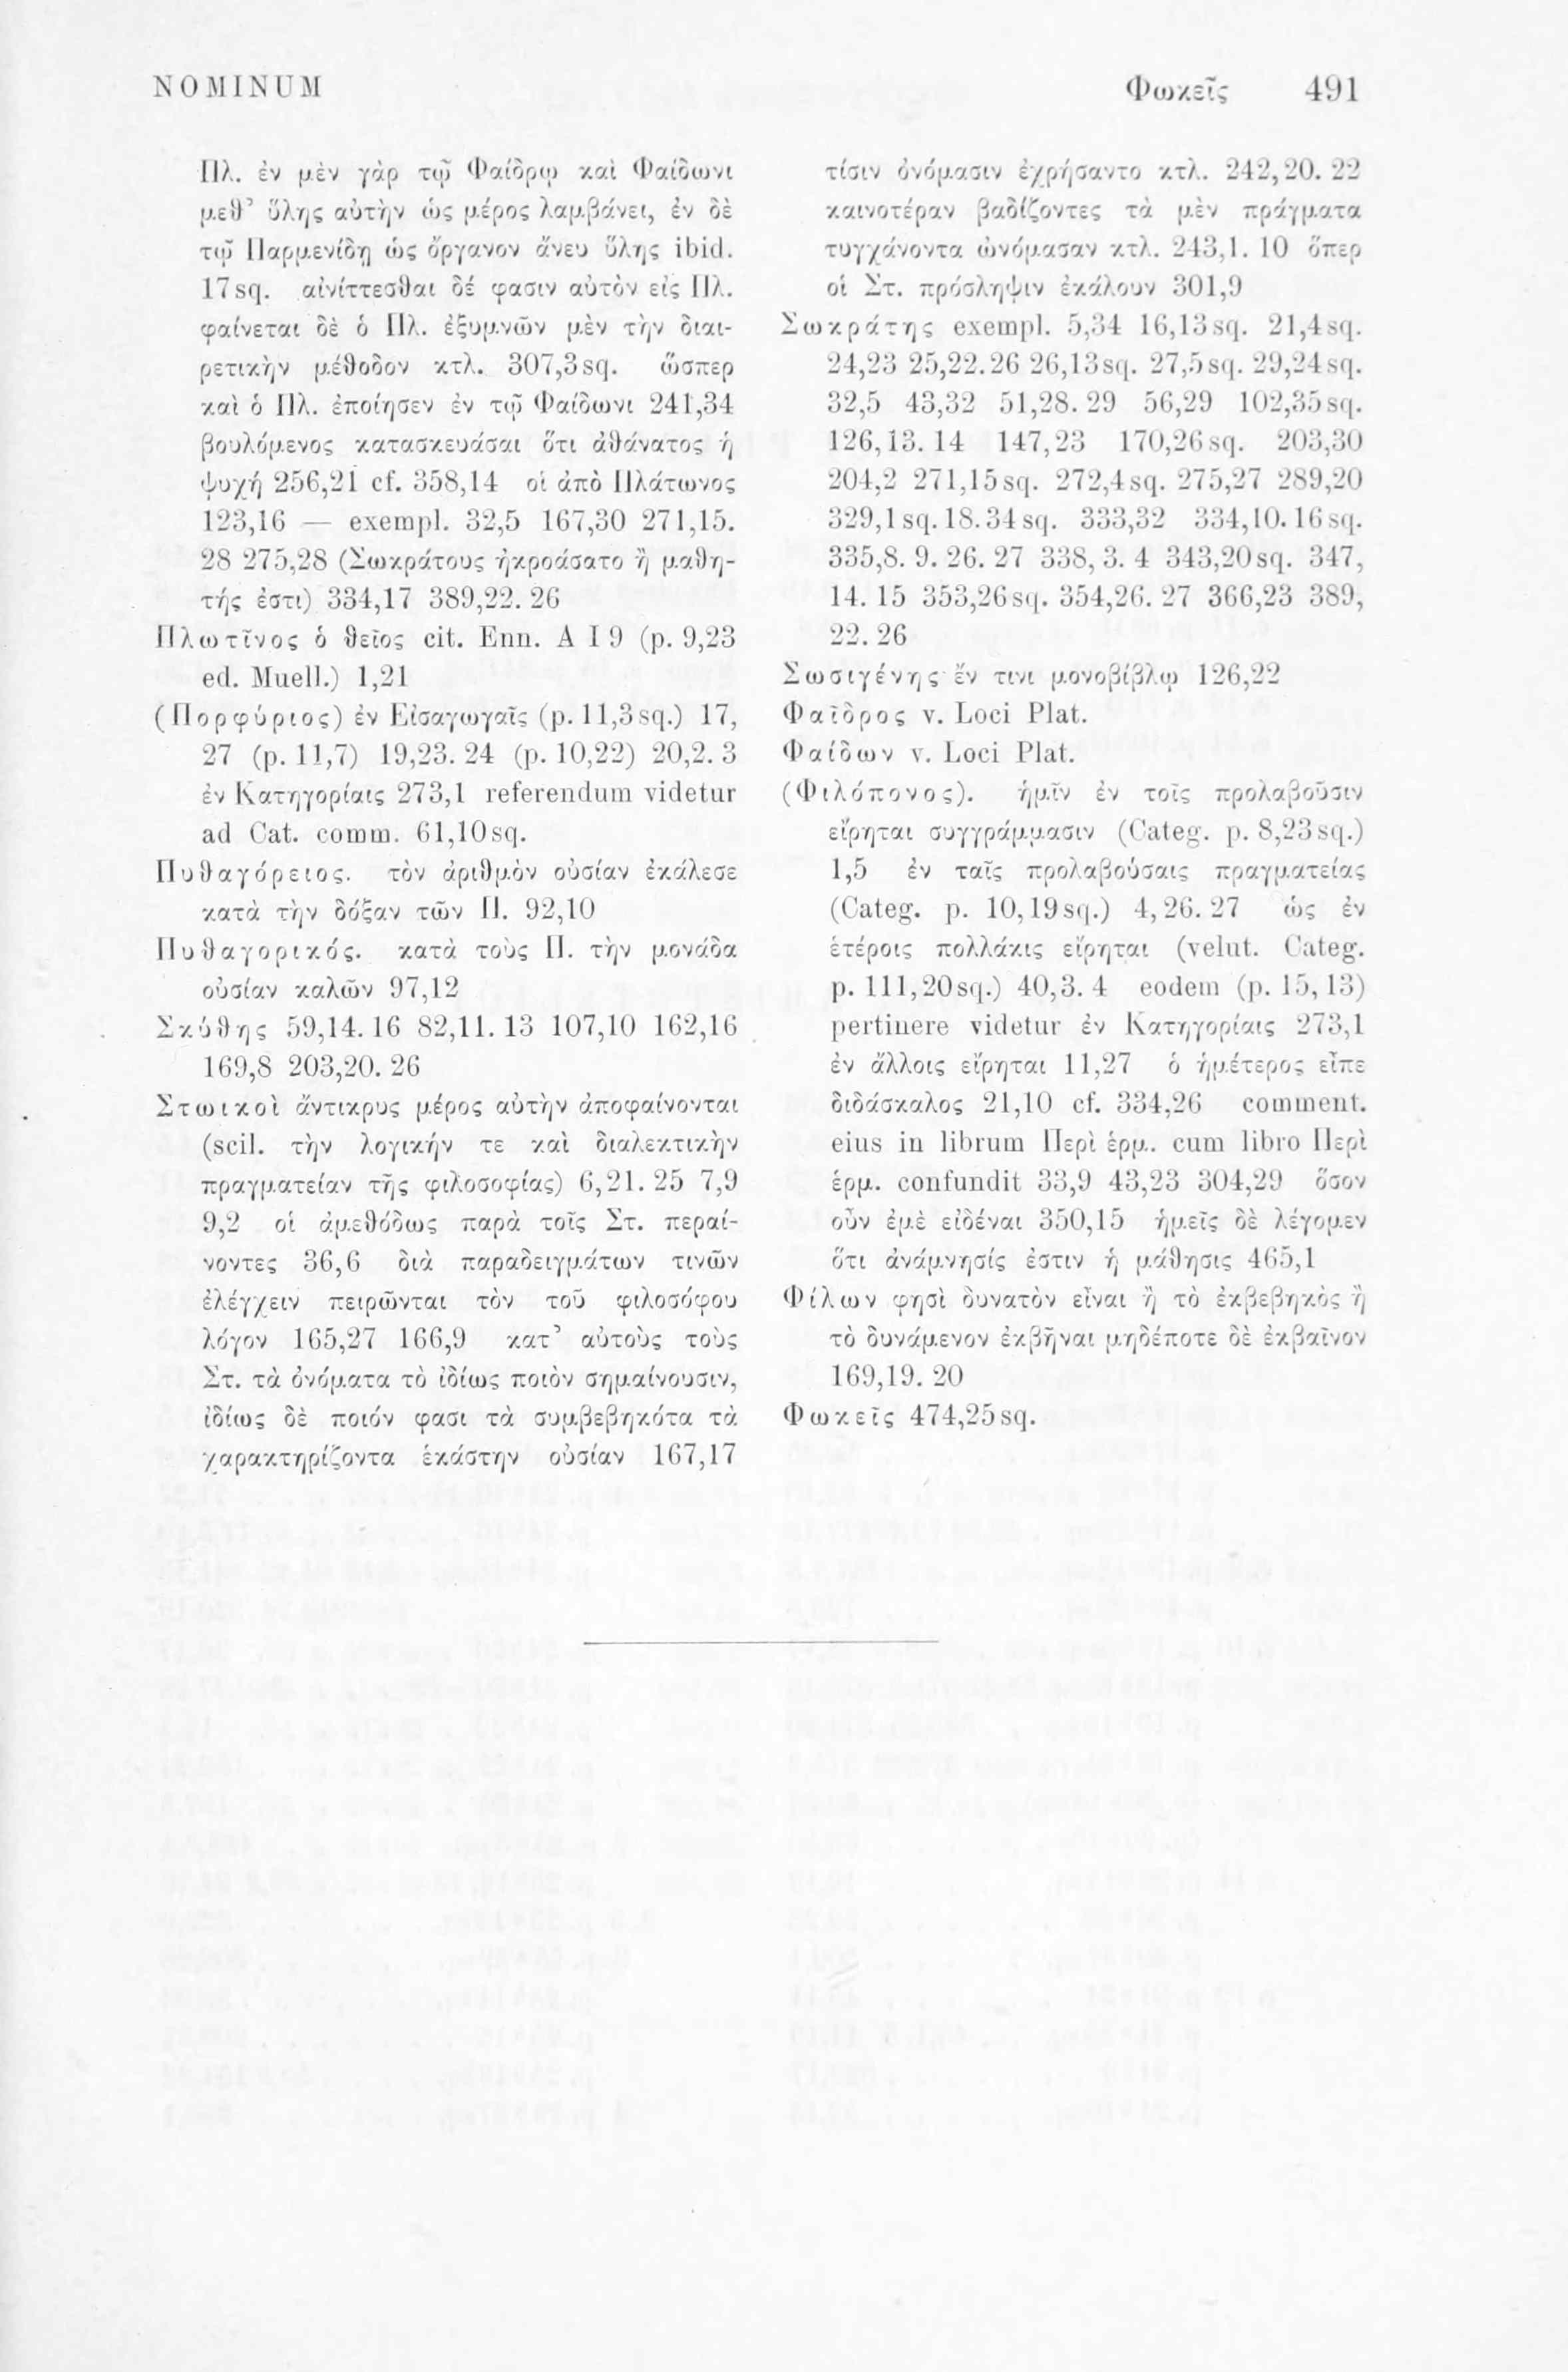 NOMINUM
Φωκεῖς 491
Πλ. ἐν μὲν γὰρ τῷ Φαίδρῳ καὶ Φαίδωνι
μεθ’ ὕλης αὐτὴν ὡς μέρος λαμβάνει, ἐν δὲ
τῷ Παρμενίδῃ ὡς ὄργανον ἄνευ ὕλης ibid.
17 sq. αἰνίττεσθαι δέ φασιν αὐτὸν εἰς Πλ.
φαίνεται δὲ ὁ Πλ. ἐξυμνῶν μὲν τὴν διαι-
ρετικὴν μέθοδον κτλ. 307,3 sq. ὥσπερ
καὶ ὁ Πλ. ἐποίησεν ἐν τῷ Φαίδωνι 241,34
βουλόμενος κατασκευάσαι ὅτι ἀθάνατος ἡ
ψυχή 256,21 cf. 358,14 οἱ ἀπὸ Πλάτωνος
123,16 — exempl. 32,5 167,30 271,15.
28 275,28 (Σωκράτους ἠκροάσατο ἢ μαθη-
τής ἐστι) 334,17 389,22. 26
Πλωτῖνος ὁ θεῖος cit. Enn. Α Ι 9 (p. 9,23
ed. Muell.) 1,21
(Πορφύριος) ἐν Εἰσαγωγαῖς (p. 11,3 sq.) 17,
27 (p. 11,7) 19,23. 24 (p. 10,22) 20,2. 3
ἐν Κατηγορίαις 273,1 referendum videtur
ad Cat. comm. 61,10 sq.
Πυθαγόρειος. τὸν ἀριθμὸν οὐσίαν ἐκάλεσε
κατὰ τὴν δόξαν τῶν Π. 92,10
Πυθαγορικός. κατὰ τοὺς Π. τὴν μονάδα
οὐσίαν καλῶν 97,12
Σκύθης 59,14. 16 82,11. 13 107,10 162,16
169,8 203,20. 26
Στωικοὶ ἄντικρυς μέρος αὐτὴν ἀποφαίνονται
(scil. τὴν λογικήν τε καὶ διαλεκτικὴν
πραγματείαν τῆς φιλοσοφίας) 6,21. 25 7,9
9,2 οἱ ἀμεθόδως παρὰ τοῖς Στ. περαί-
νοντες 36,6 διὰ παραδειγμάτων τινῶν
ἐλέγχειν πειρῶνται τὸν τοῦ φιλοσόφου
λόγον 165,27 166,9 κατ’ αὐτοὺς τοὺς
Στ. τὰ ὀνόματα τὸ ἰδίως ποιὸν σημαίνουσιν,
ἰδίως δὲ ποιόν φασι τὰ συμβεβηκότα τὰ
χαρακτηρίζοντα ἑκάστην οὐσίαν 167,17
τίσιν ὀνόμασιν ἐχρήσαντο κτλ. 242,20. 22
καινοτέραν βαδίζοντες τὰ μὲν πράγματα
τυγχάνοντα ὠνόμασαν κτλ. 243,1. 10 ὅπερ
οἱ Στ. πρόσληψιν ἐκάλουν 301,9
Σωκράτης exempl. 5,34 16,13 sq. 21,4 sq.
24,23 25,22. 26 26,13 sq. 27,5 sq. 29,24 sq.
32,5 43,32 51,28. 29 56,29 102,35 sq.
126,13. 14 147,23 170,26 sq. 203,30
204,2 271,15 sq. 272,4 sq. 275,27 289,20
329,1 sq. 18. 34 sq. 333,32 334,10. 16 sq.
335,8. 9. 26. 27 338,3. 4 343,20 sq. 347,
14. 15 353,26 sq. 354,26. 27 366,23 389,
22. 26
Σωσιγένης ἔν τινι μονοβίβλῳ 126,22
Φαῖδρος v. Loci Plat.
Φαίδων v. Loci Plat.
(Φιλόπονος). ἡμῖν ἐν τοῖς προλαβοῦσιν
εἴρηται συγγράμμασιν (Categ. p. 8,23 sq.)
1,5 ἐν ταῖς προλαβούσαις πραγματείας
(Categ. p. 10,19 sq.) 4,26. 27 ὡς ἐν
ἑτέροις πολλάκις εἴρηται (velut. Categ.
p. 111,20 sq.) 40,3. 4 eodem (p. 15,13)
pertinere videtur ἐν Κατηγορίαις 273,1
ἐν ἄλλοις εἴρηται 11,27 ὁ ἡμέτερος εἶπε
διδάσκαλος 21,10 cf. 334,26 comment.
eius in librum Περὶ ἑρμ. cum libro Περὶ
ἑρμ. confundit 33,9 43,23 304,29 ὅσον
οὖν ἐμὲ εἰδέναι 350,15 ἡμεῖς δὲ λέγομεν
ὅτι ἀνάμνησίς ἐστιν ἡ μάθησις 465,1
Φίλων φησὶ δυνατὸν εἶναι ἢ τὸ ἐκβεβηκὸς ἢ
τὸ δυνάμενον ἐκβῆναι μηδέποτε δὲ ἐκβαῖνον
169,19. 20
Φωκεῖς 474,25 sq.